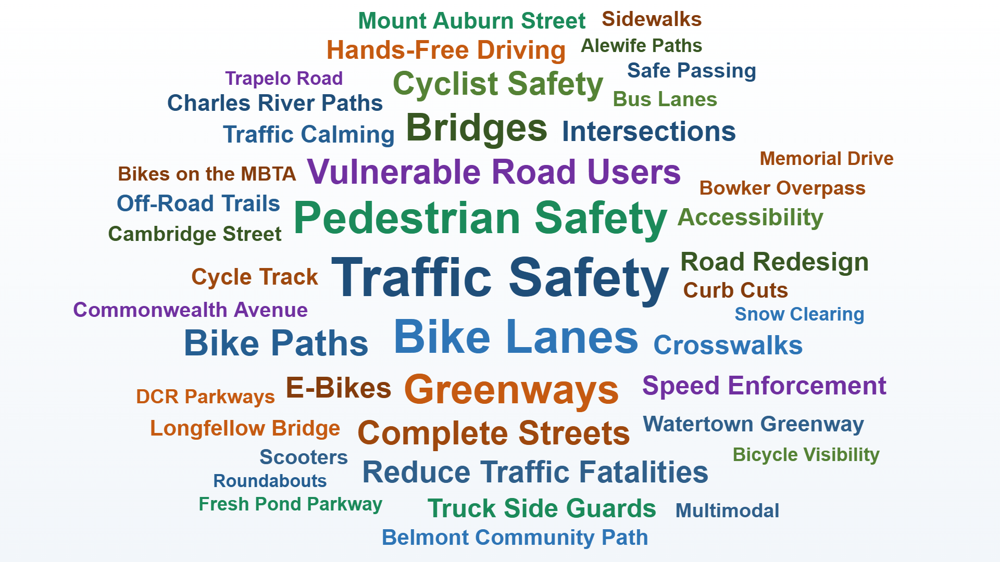 Mount Auburn Street
Sidewalks
Hands-Free Driving
Alewife Paths
Trapelo Road
Cyclist Safety
Safe Passing
Charles River Paths
Bus Lanes
Traffic Calming
Bridges
Intersections
Memorial Drive
Bikes on the MBTA
Vulnerable Road Users
Bowker Overpass
Off-Road Trails
Pedestrian Safety
Accessibility
Cambridge Street
Road Redesign
Cycle Track
Traffic Safety
Curb Cuts
Commonwealth Avenue
Snow Clearing
Bike Paths
Bike Lanes
Crosswalks
DCR Parkways
E-Bikes
Greenways
Speed Enforcement
Longfellow Bridge
Complete Streets
Watertown Greenway
Scooters
Bicycle Visibility
Roundabouts
Reduce Traffic Fatalities
Fresh Pond Parkway
Truck Side Guards
Multimodal
Belmont Community Path